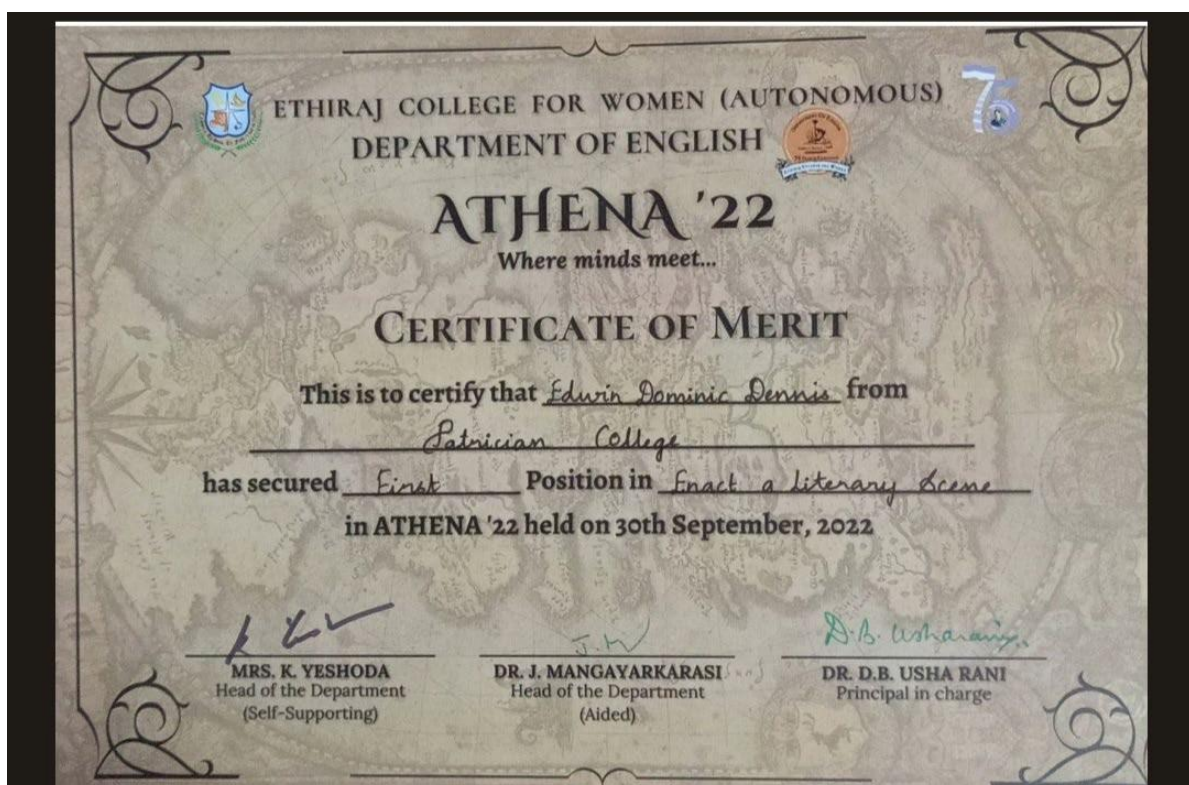 ETHIRAJ COLLEGE FOR WOMEN (AUTONOMOUS)
DEPARTMENT OF ENGLISH
75
ATHENA '22
Where minds meet...
CERTIFICATE OF MERIT
This is to certify that Edwin Dominic Dennis from
Patrician College
has secured First Position in Enact a Literary Scene
in ATHENA '22 held on 30th September, 2022
D.B. Usharani
MRS. K. YESHODA
Head of the Department
(Self-Supporting)
DR. J. MANGAYARKARASI
Head of the Department
(Aided)
DR. D.B. USHA RANI
Principal in charge